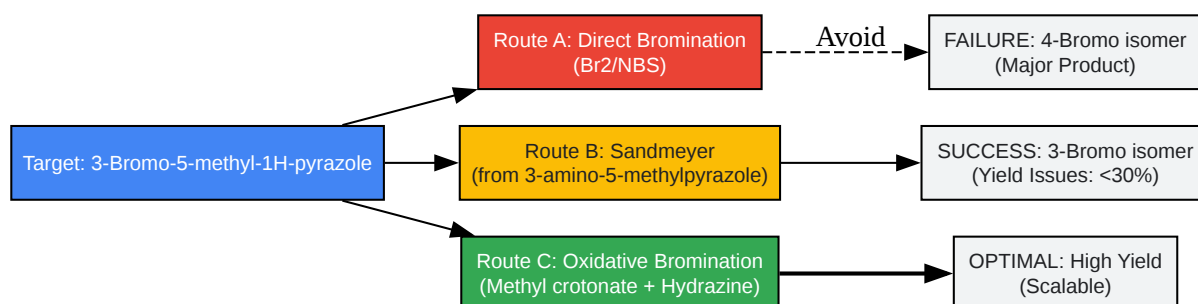 Route A: Direct Bromination
(Br2/NBS)
Avoid
FAILURE: 4-Bromo isomer
(Major Product)
Target: 3-Bromo-5-methyl-1H-pyrazole
Route B: Sandmeyer
(from 3-amino-5-methylpyrazole)
SUCCESS: 3-Bromo isomer
(Yield Issues: <30%)
Route C: Oxidative Bromination
(Methyl crotonate + Hydrazine)
OPTIMAL: High Yield
(Scalable)